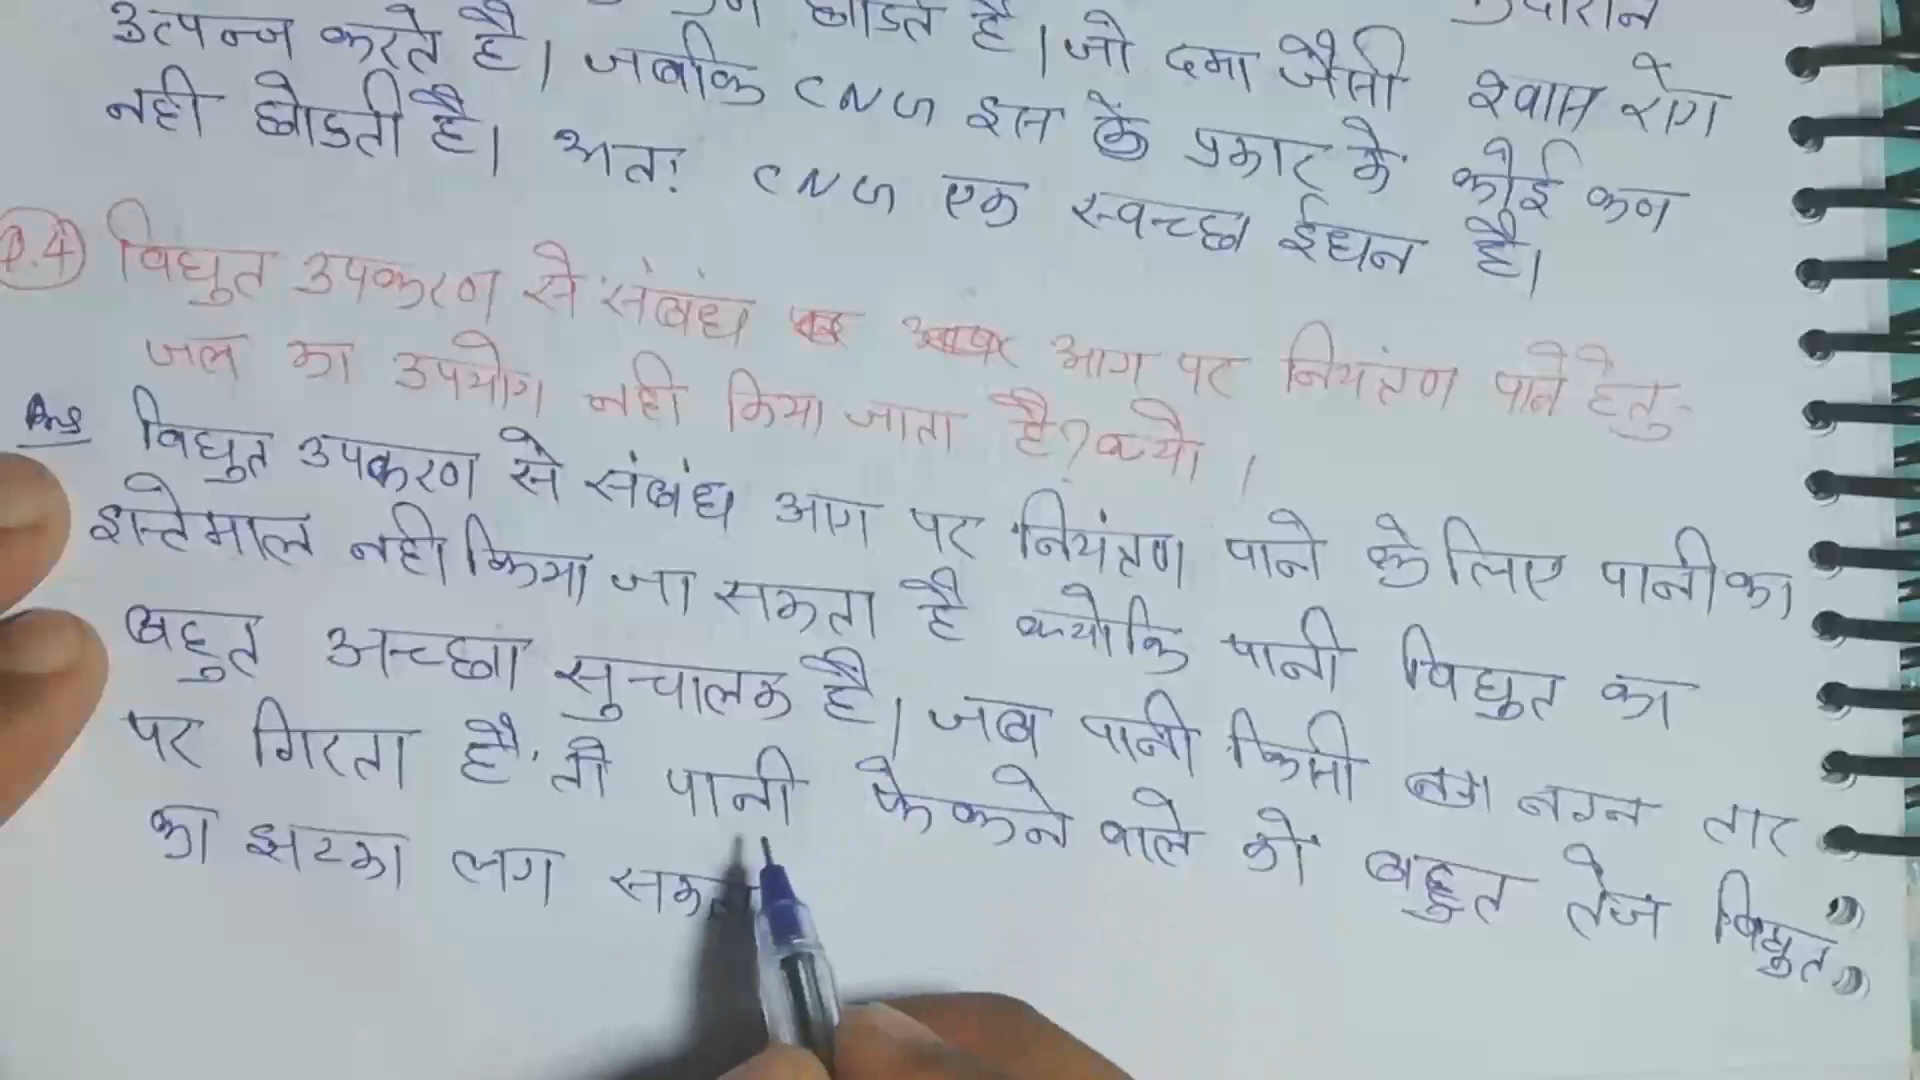 छोडते है। जो दमा जैसी श्वास रोग
उत्पन्न करते है। जबकि CNG इस के प्रकार के कोई कण
नही छोडती है। अतः CNG एक स्वच्छ ईधन है।
Q.4) विधुत उपकरण से संबंध आग पर नियंत्रण पाने हेतु
जल का उपयोग नही किया जाता है? क्यो।
Ans विधुत उपकरण से संबंध आग पर नियंत्रण पाने के लिए पानी का
इस्तेमाल नही किया जा सकता है क्योकि पानी विधुत का
बहुत अच्छा सुचालक है। जब पानी किसी नग्न तार
पर गिरता है तो पानी फेकने वाले को बहुत तेज विधुत
का झटका लग सकता